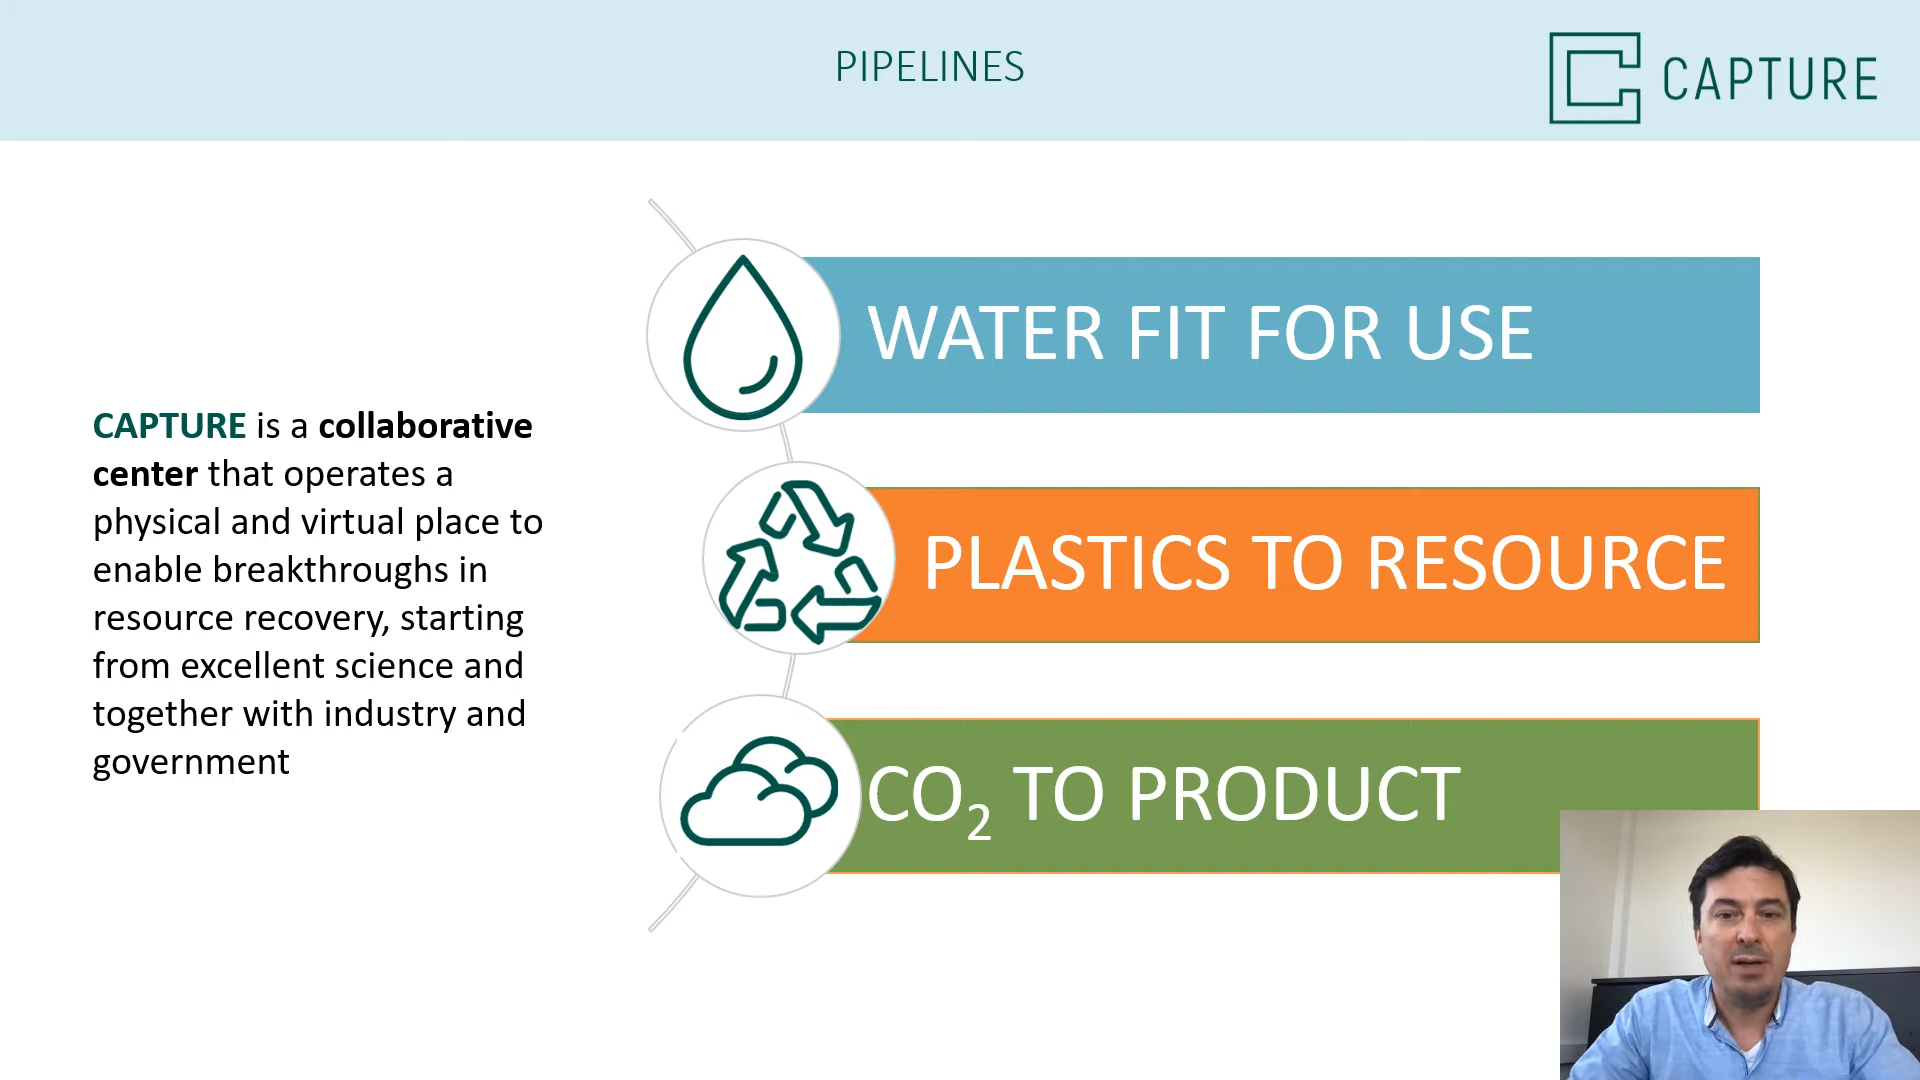 PIPELINES
CAPTURE
CAPTURE is a collaborative
center that operates a
physical and virtual place to
enable breakthroughs in
resource recovery, starting
from excellent science and
together with industry and
government
WATER FIT FOR USE
PLASTICS TO RESOURCE
CO₂ TO PRODUCT